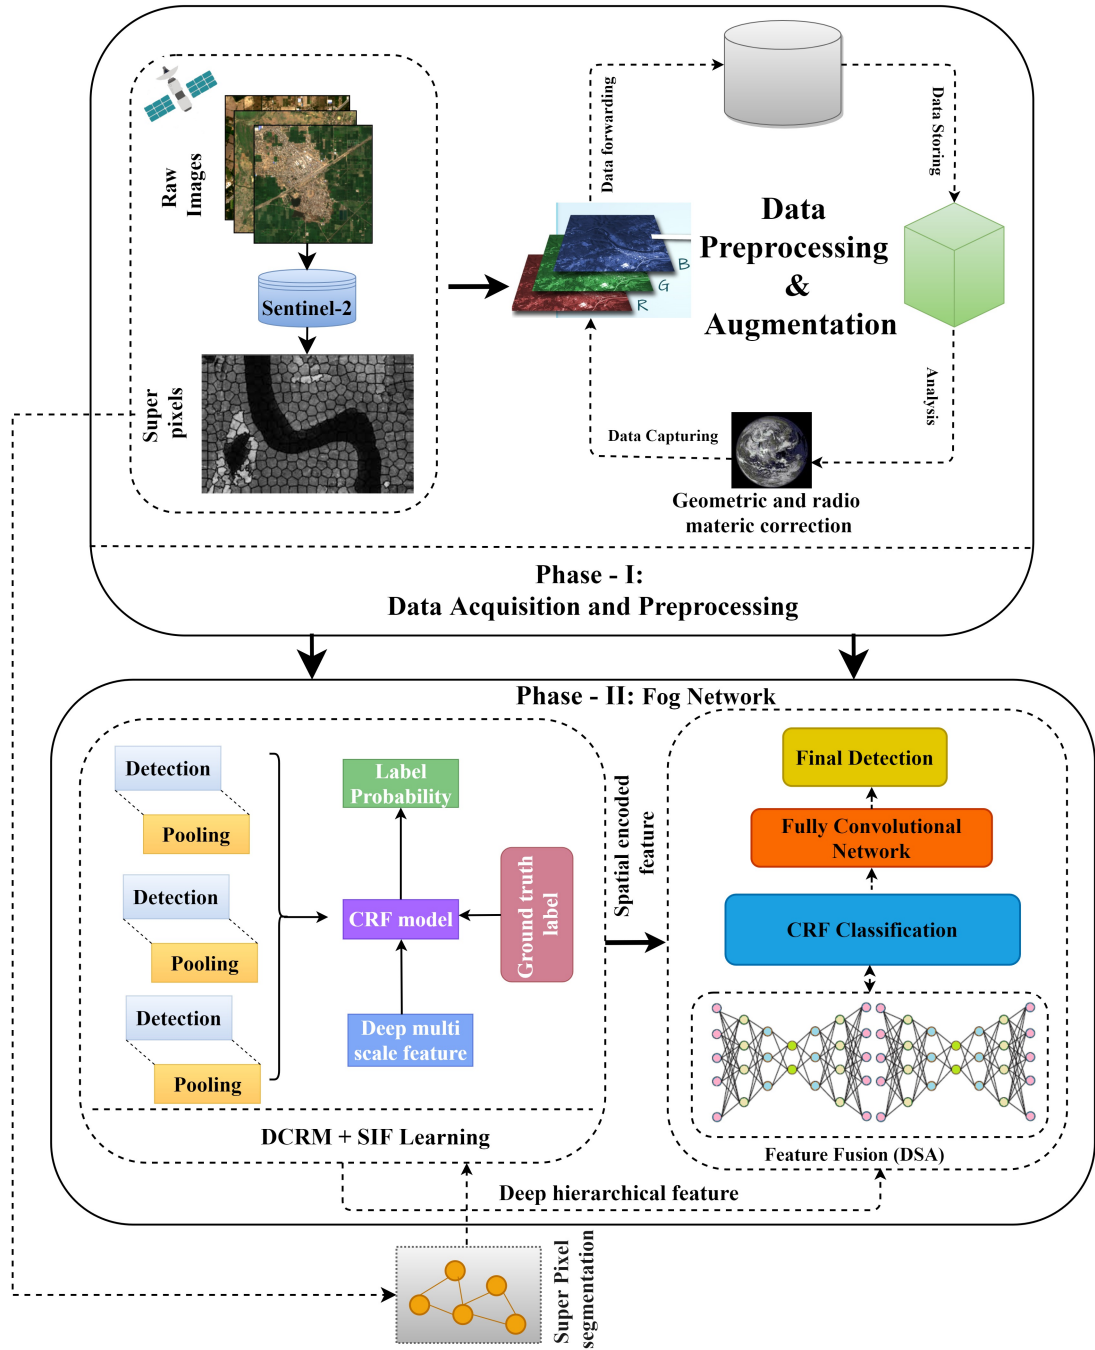 Raw
Images
Sentinel-2
Super
pixels
Data forwarding
Data Storing
B
G
R
Data
Preprocessing
&
Augmentation
Analysis
Data Capturing
Geometric and radio
materic correction
Phase - I:
Data Acquisition and Preprocessing
Phase - II: Fog Network
Detection
Pooling
Detection
Pooling
Detection
Pooling
Label
Probability
CRF model
Ground truth
label
Deep multi
scale feature
DCRM + SIF Learning
Spatial encoded
feature
Final Detection
Fully Convolutional
Network
CRF Classification
Feature Fusion (DSA)
Deep hierarchical feature
Super Pixel
segmentation